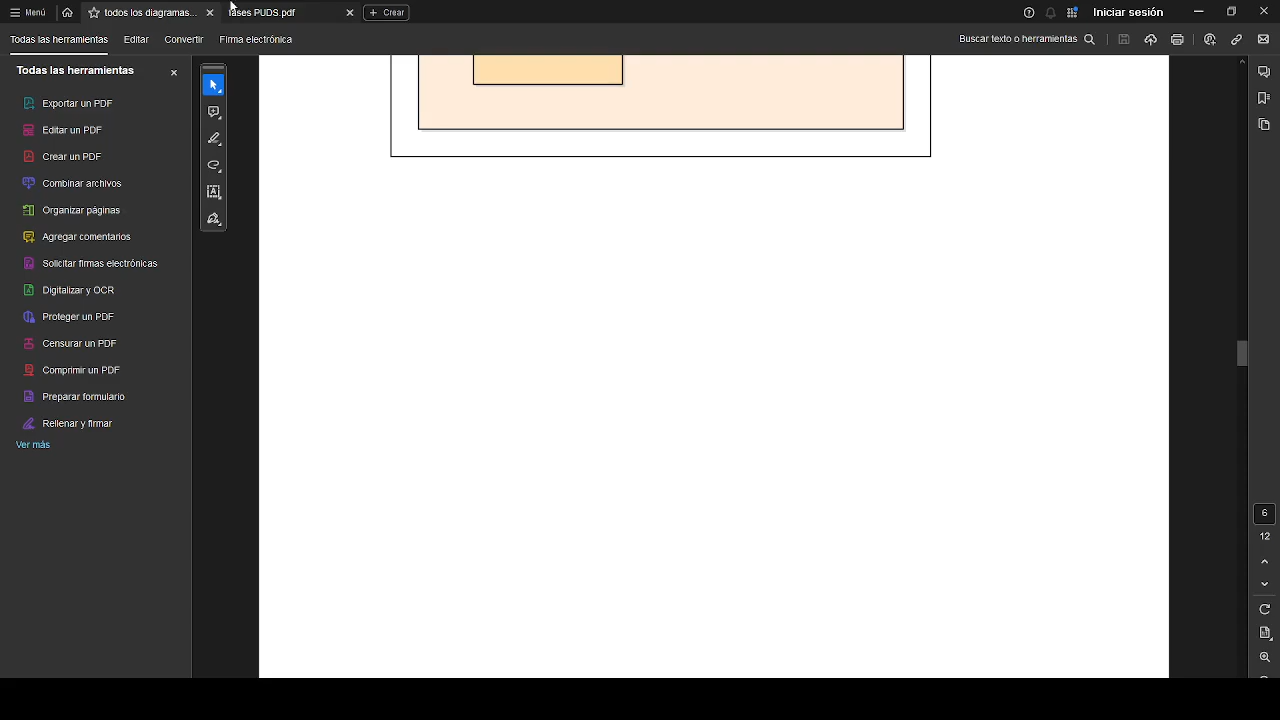 Menú
todos los diagramas...
fases PUDS.pdf
Crear
Iniciar sesión
Todas las herramientas
Editar
Convertir
Firma electrónica
Buscar texto o herramientas
Todas las herramientas
Exportar un PDF
Editar un PDF
Crear un PDF
Combinar archivos
Organizar páginas
Agregar comentarios
Solicitar firmas electrónicas
Digitalizar y OCR
Proteger un PDF
Censurar un PDF
Comprimir un PDF
Preparar formulario
Rellenar y firmar
Ver más
6
12